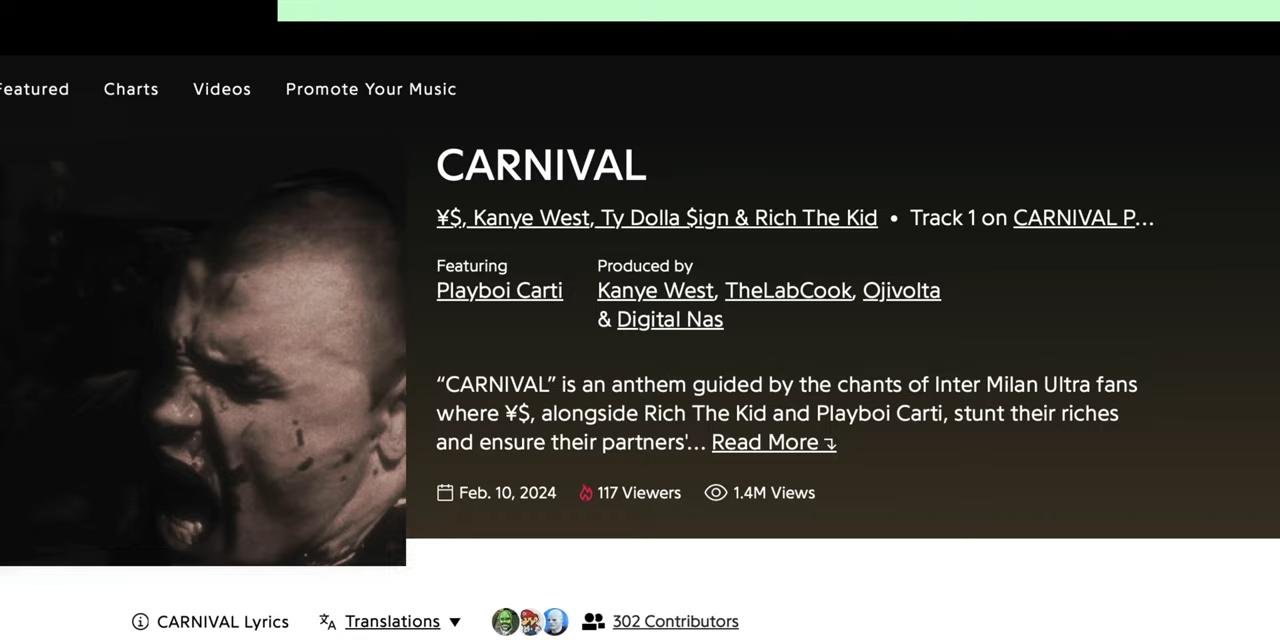 Featured Charts Videos Promote Your Music
CARNIVAL
¥$, Kanye West, Ty Dolla $ign & Rich The Kid • Track 1 on CARNIVAL P...
Featuring Produced by
Playboi Carti Kanye West, TheLabCook, Ojivolta
& Digital Nas
“CARNIVAL” is an anthem guided by the chants of Inter Milan Ultra fans
where ¥$, alongside Rich The Kid and Playboi Carti, stunt their riches
and ensure their partners'... Read More
Feb. 10, 2024 117 Viewers 1.4M Views
CARNIVAL Lyrics Translations 302 Contributors